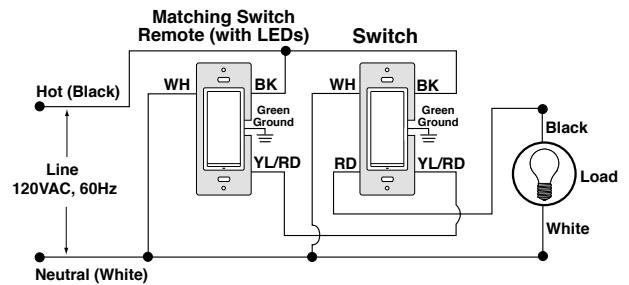 Matching Switch
Remote (with LEDs)
Switch
Hot (Black)
WH
BK
WH
BK
Green
Ground
Green
Ground
Black
Line
120VAC, 60Hz
YL/RD
RD
YL/RD
Load
White
Neutral (White)